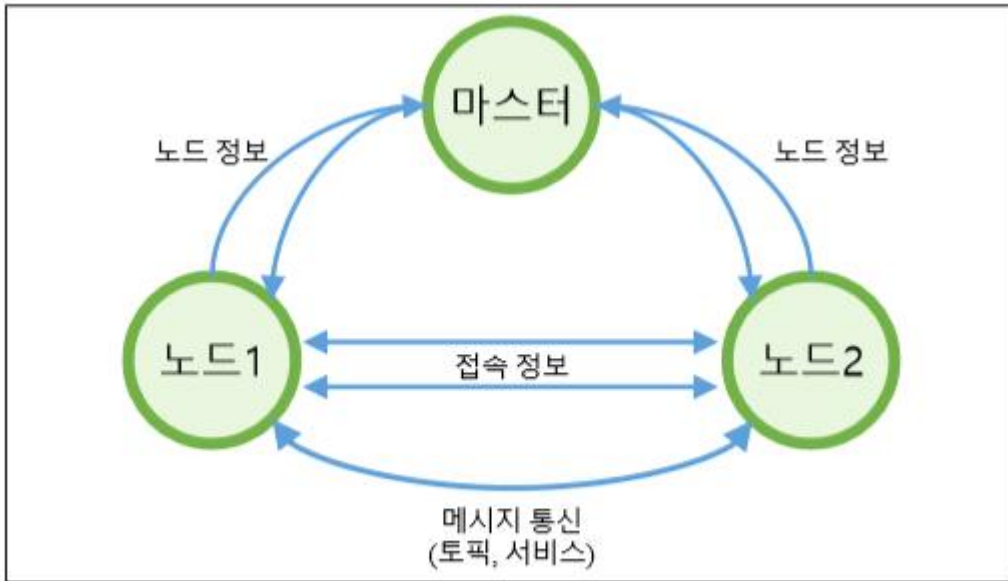 마스터
노드 정보
노드 정보
노드1
접속 정보
노드2
메시지 통신
(토픽, 서비스)